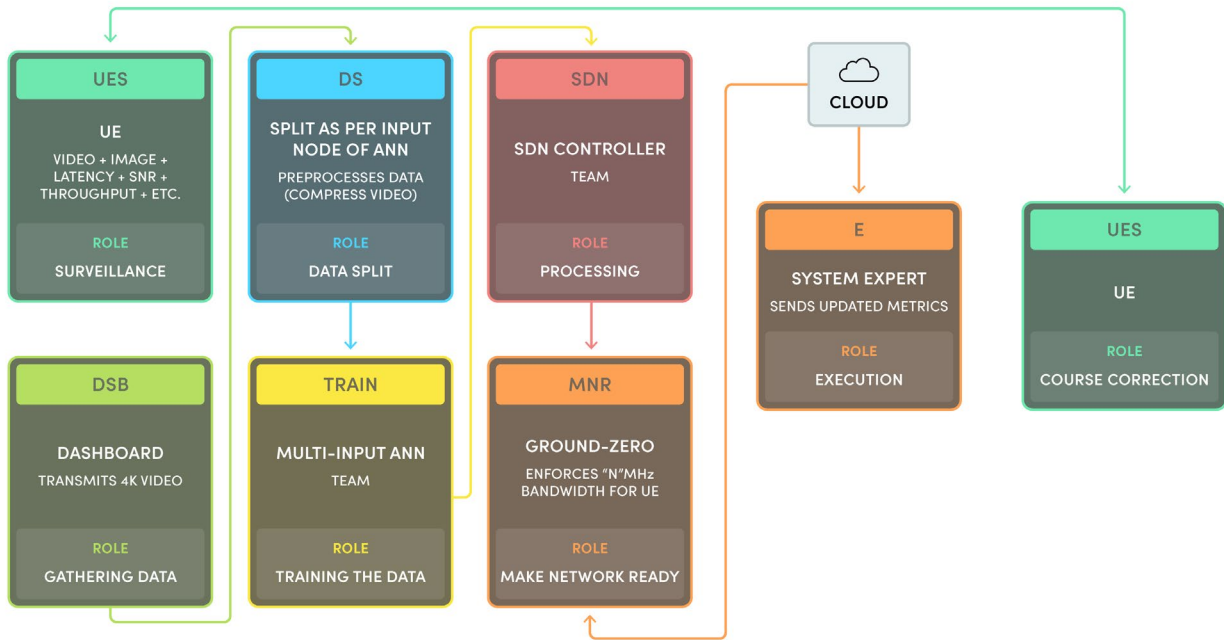 UES
UE
VIDEO + IMAGE +
LATENCY + SNR +
THROUGHPUT + ETC.
ROLE
SURVEILLANCE
DS
SPLIT AS PER INPUT
NODE OF ANN
PREPROCESSES DATA
(COMPRESS VIDEO)
ROLE
DATA SPLIT
SDN
SDN CONTROLLER
TEAM
ROLE
PROCESSING
CLOUD
E
SYSTEM EXPERT
SENDS UPDATED METRICS
ROLE
EXECUTION
UES
UE
ROLE
COURSE CORRECTION
DSB
DASHBOARD
TRANSMITS 4K VIDEO
ROLE
GATHERING DATA
TRAIN
MULTI-INPUT ANN
TEAM
ROLE
TRAINING THE DATA
MNR
GROUND-ZERO
ENFORCES “N”MHz
BANDWIDTH FOR UE
ROLE
MAKE NETWORK READY